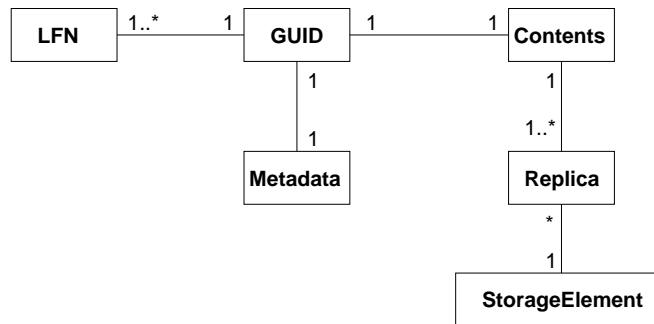 1..* 1 1 1
LFN GUID Contents
1 1
1 1..*
Metadata Replica
*
1
StorageElement